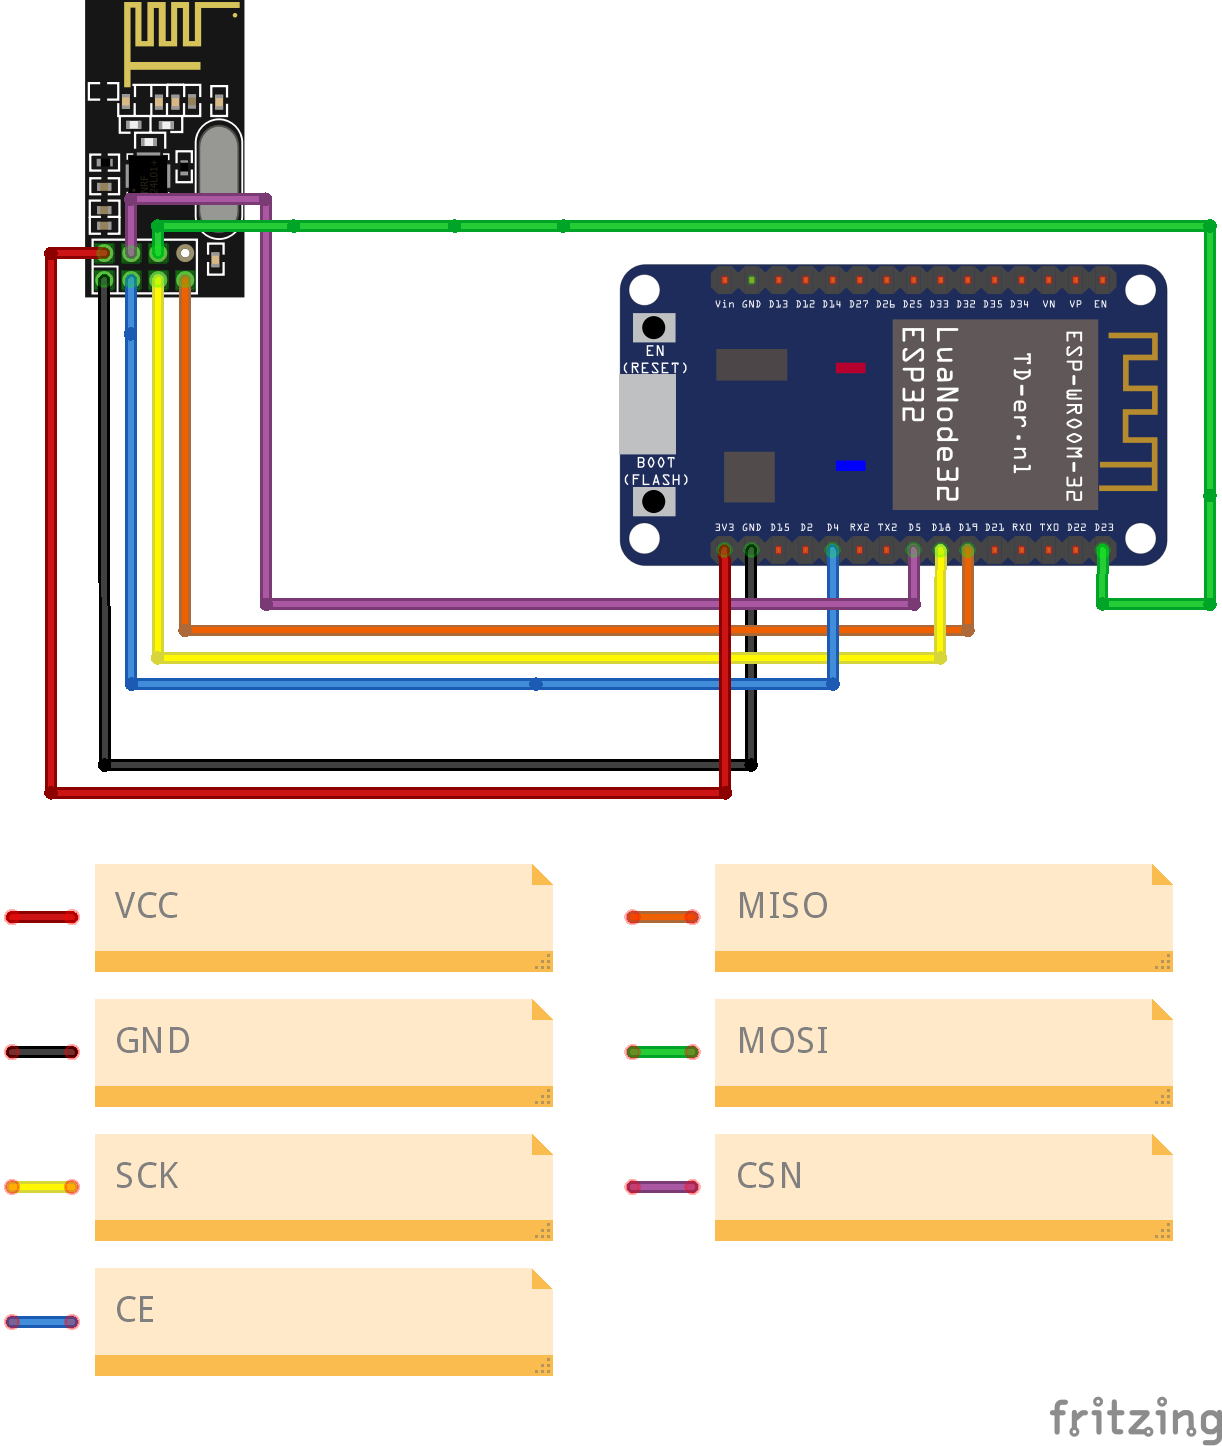 NRF
24L01+
Vin GND D13 D12 D14 D27 D26 D25 D33 D32 D35 D34 VN VP EN
EN
(RESET)
BOOT
(FLASH)
ESP32
LuaNode32
TD-er.nl
ESP-WROOM-32
3V3 GND D15 D2 D4 RX2 TX2 D5 D18 D19 D21 RX0 TX0 D22 D23
VCC
MISO
GND
MOSI
SCK
CSN
CE
fritzing